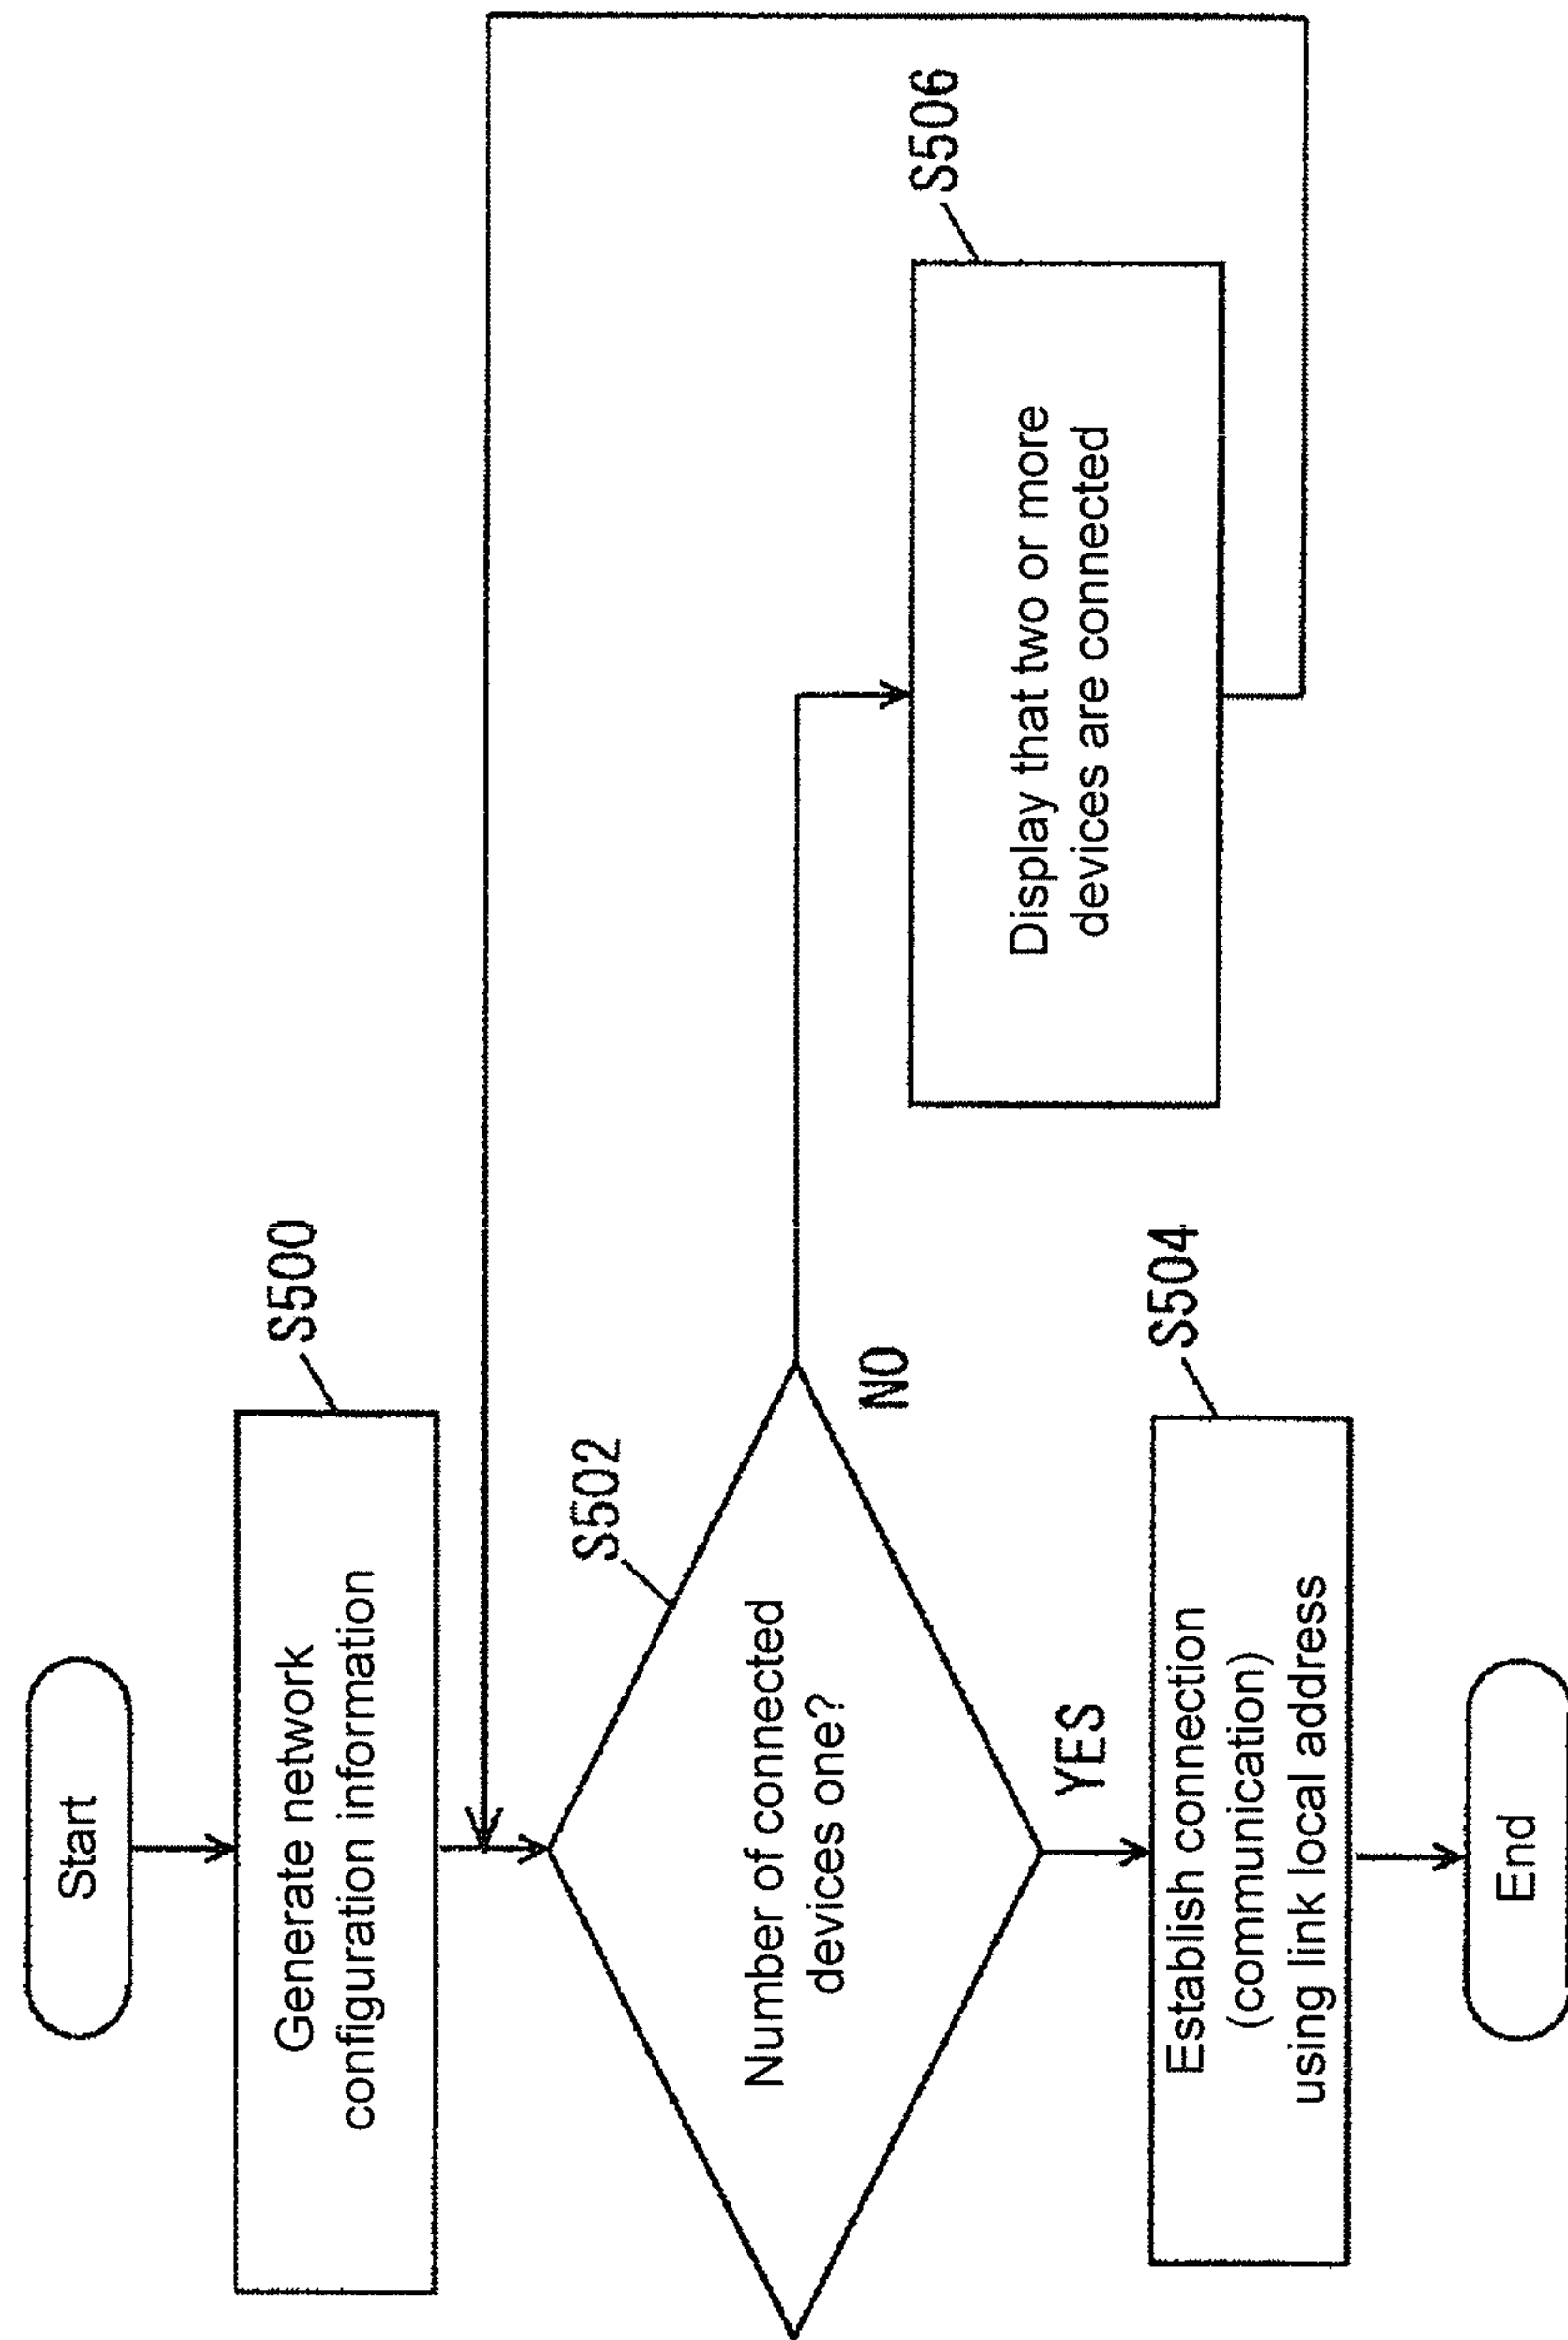 Start
S500
Generate network
configuration information
S502
Number of connected
devices one?
NO
YES
S506
Display that two or more
devices are connected
S504
Establish connection
(communication)
using link local address
End